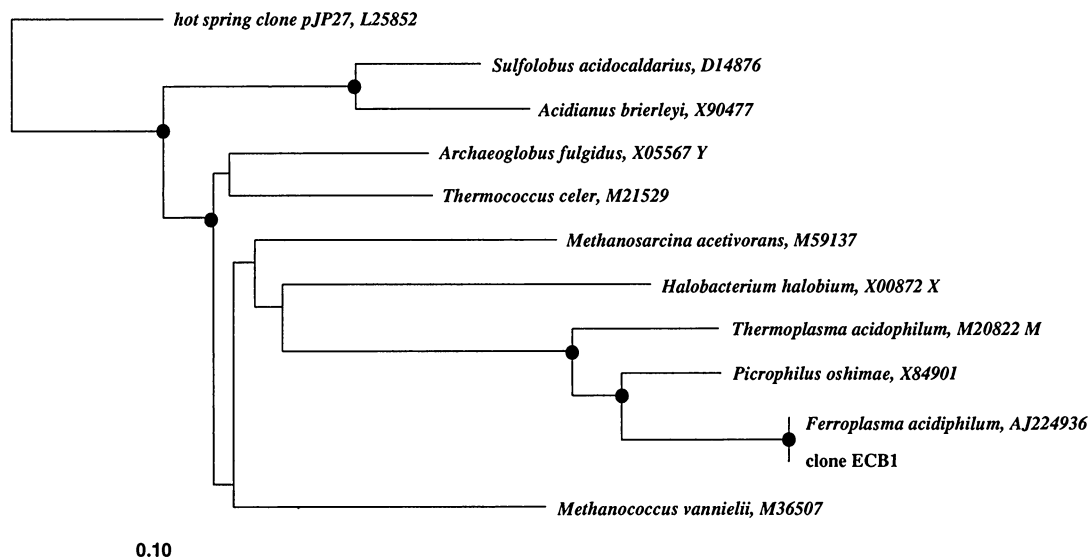 hot spring clone pJP27, L25852
Sulfolobus acidocaldarius, D14876
Acidianus brierleyi, X90477
Archaeoglobus fulgidus, X05567 Y
Thermococcus celer, M21529
Methanosarcina acetivorans, M59137
Halobacterium halobium, X00872 X
Thermoplasma acidophilum, M20822 M
Picrophilus oshimae, X84901
Ferroplasma acidiphilum, AJ224936
clone ECB1
Methanococcus vannielii, M36507
0.10